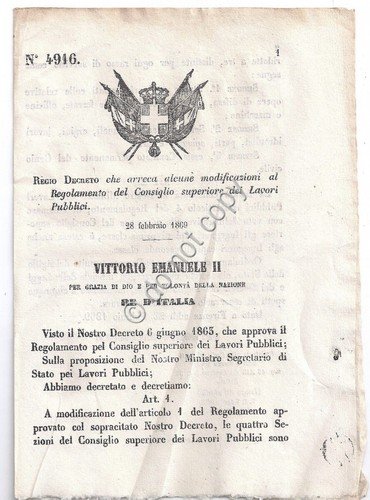 N° 4916.
1
REGIO DECRETO che arreca alcune modificazioni al
Regolamento del Consiglio superiore dei Lavori
Pubblici.
28 febbraio 1869
VITTORIO EMANUELE II
PER GRAZIA DI DIO E PER VOLONTÀ DELLA NAZIONE
RE D'ITALIA
Visto il Nostro Decreto 6 giugno 1863, che approva il
Regolamento pel Consiglio superiore dei Lavori Pubblici;
Sulla proposizione del Nostro Ministro Segretario di
Stato pei Lavori Pubblici;
Abbiamo decretato e decretiamo:
Art. 1.
A modificazione dell'articolo 1 del Regolamento appro-
vato col sopracitato Nostro Decreto, le quattro Se-
zioni del Consiglio superiore dei Lavori Pubblici sono
do not copy